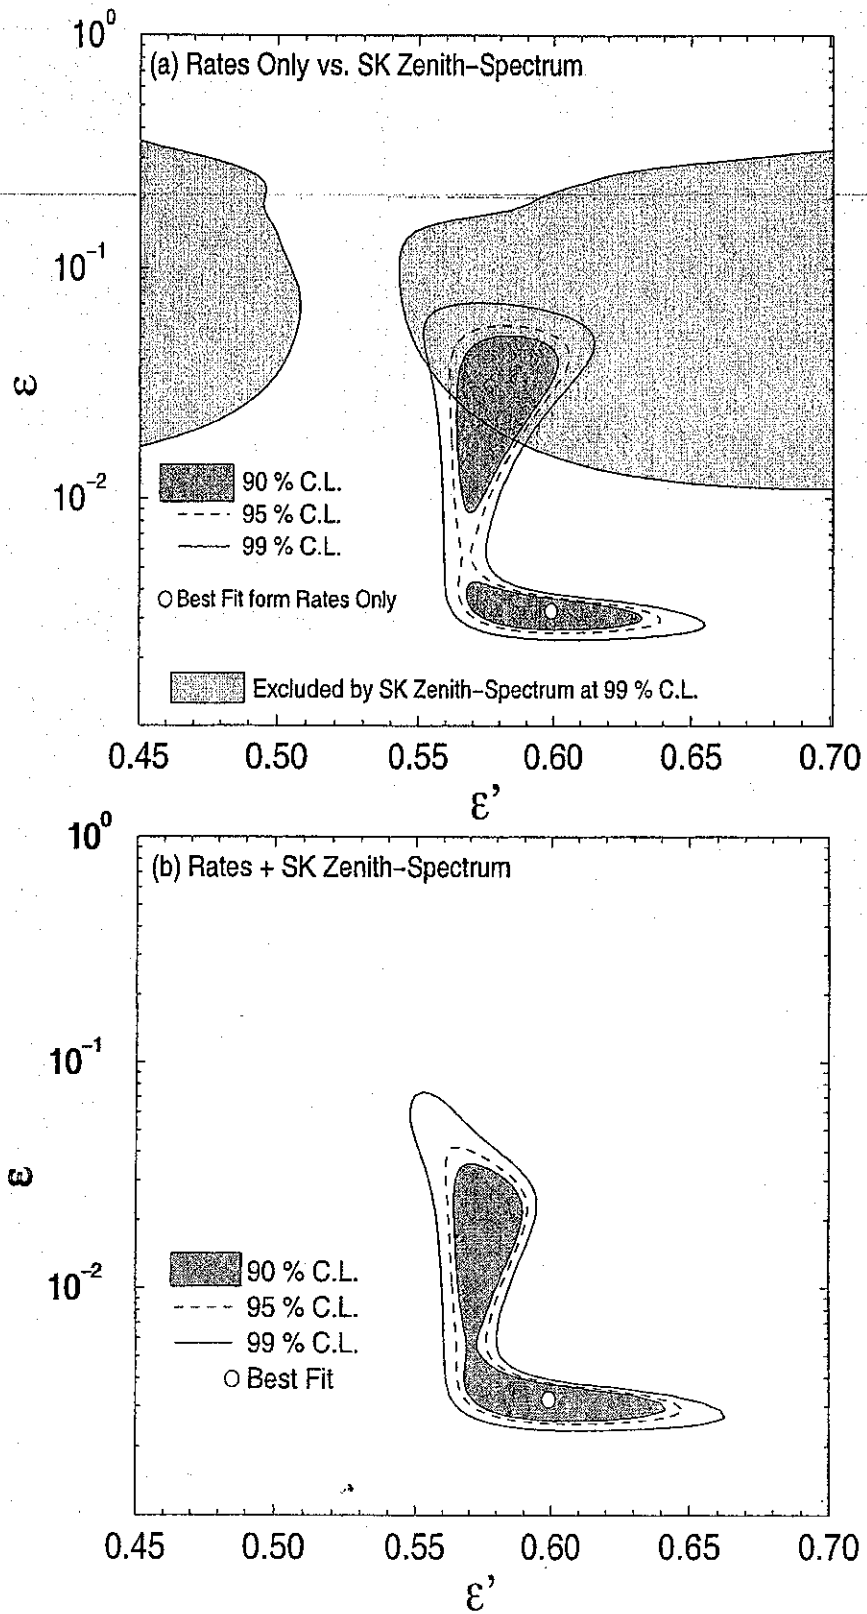 10⁰
(a) Rates Only vs. SK Zenith-Spectrum
10⁻¹
ε
10⁻²
90 % C.L.
95 % C.L.
99 % C.L.
Best Fit form Rates Only
Excluded by SK Zenith-Spectrum at 99 % C.L.
0.45 0.50 0.55 0.60 0.65 0.70
ε'
10⁰
(b) Rates + SK Zenith-Spectrum
10⁻¹
ε
10⁻²
90 % C.L.
95 % C.L.
99 % C.L.
Best Fit
0.45 0.50 0.55 0.60 0.65 0.70
ε'